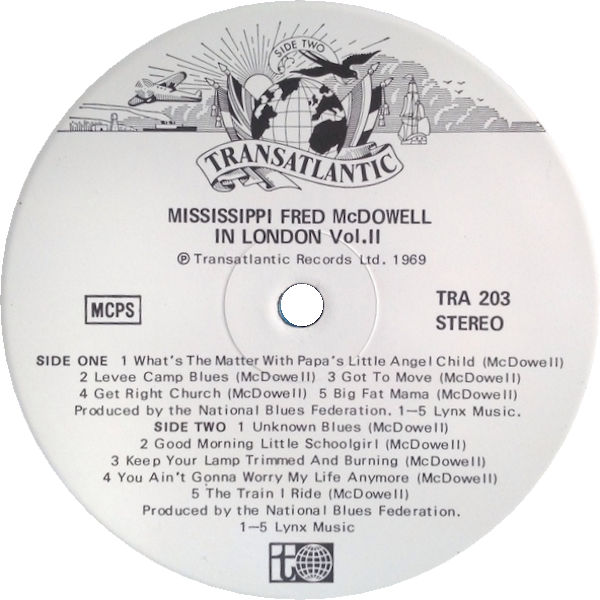 SIDE TWO
TRANSATLANTIC
MISSISSIPPI FRED McDOWELL
IN LONDON Vol.II
℗ Transatlantic Records Ltd. 1969
MCPS
TRA 203
STEREO
SIDE ONE 1 What's The Matter With Papa's Little Angel Child (McDowell)
2 Levee Camp Blues (McDowell) 3 Got To Move (McDowell)
4 Get Right Church (McDowell) 5 Big Fat Mama (McDowell)
Produced by the National Blues Federation. 1—5 Lynx Music.
SIDE TWO 1 Unknown Blues (McDowell)
2 Good Morning Little Schoolgirl (McDowell)
3 Keep Your Lamp Trimmed And Burning (McDowell)
4 You Ain't Gonna Worry My Life Anymore (McDowell)
5 The Train I Ride (McDowell)
Produced by the National Blues Federation.
1—5 Lynx Music
it